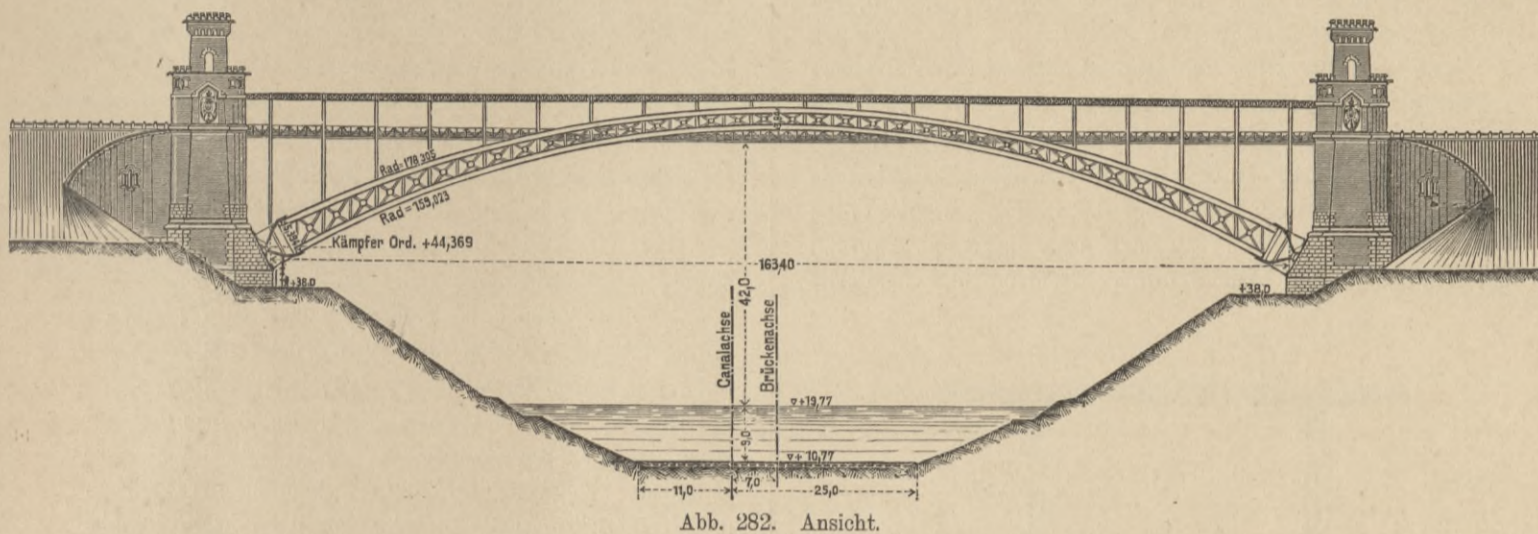 Rad=178,305
Rad=159,023
Kämpfer Ord. +44,369
163,40
+38,0
+38,0
42,0
Canalachse
Brückenachse
+19,77
9,0
+10,77
7,0
11,0
25,0
Abb. 282. Ansicht.